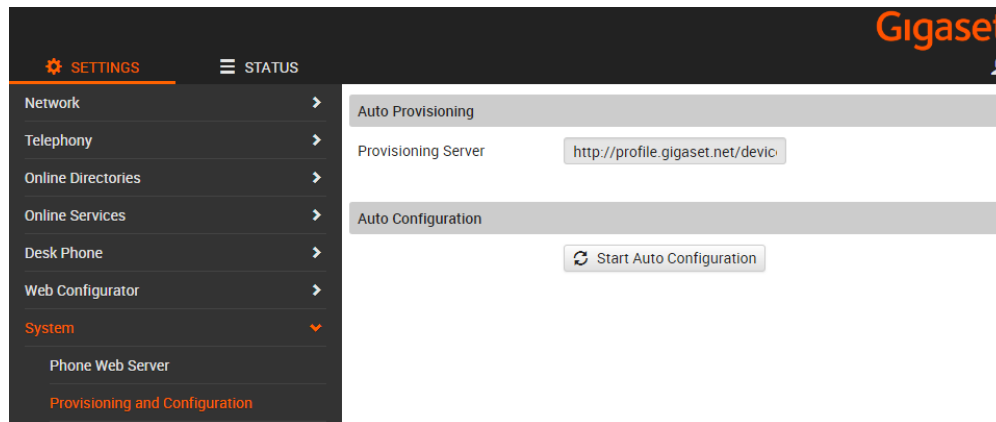 Gigaset
SETTINGS
STATUS
Network
Telephony
Online Directories
Online Services
Desk Phone
Web Configurator
System
Phone Web Server
Provisioning and Configuration
Auto Provisioning
Provisioning Server
http://profile.gigaset.net/devic
Auto Configuration
Start Auto Configuration